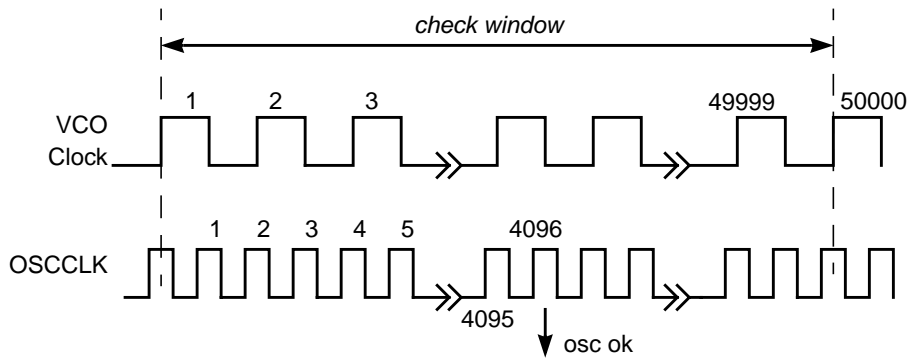 check window
1 2 3 49999 50000
VCO
Clock
1 2 3 4 5 4096
OSCCLK
4095
osc ok